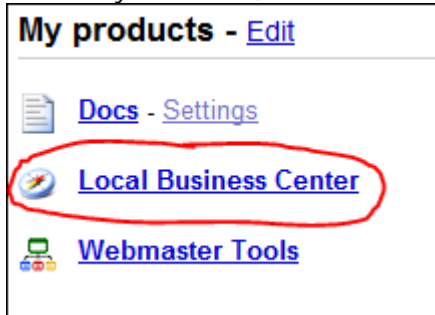 My products - Edit
Docs - Settings
Local Business Center
Webmaster Tools